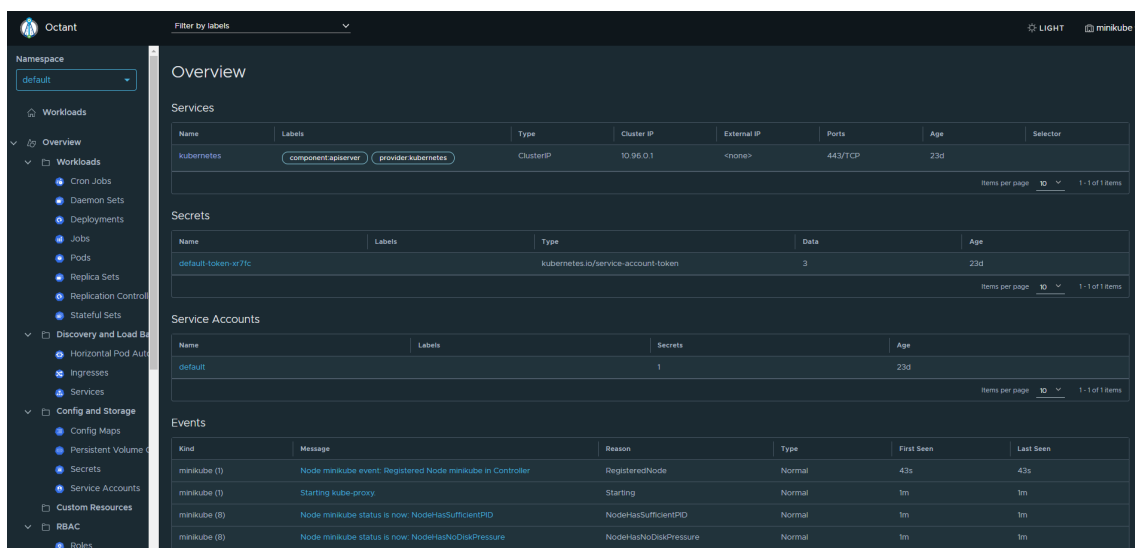 Octant
Filter by labels
LIGHT
minikube
Namespace
default
Workloads
Overview
Workloads
Cron Jobs
Daemon Sets
Deployments
Jobs
Pods
Replica Sets
Replication Controll
Stateful Sets
Discovery and Load Ba
Horizontal Pod Auto
Ingresses
Services
Config and Storage
Config Maps
Persistent Volume C
Secrets
Service Accounts
Custom Resources
RBAC
Roles
Overview
Services
Name Labels Type Cluster IP External IP Ports Age Selector
kubernetes component:apiserver provider:kubernetes ClusterIP 10.96.0.1 <none> 443/TCP 23d
Items per page 10 1 - 1 of 1 items
Secrets
Name Labels Type Data Age
default-token-xr7fc kubernetes.io/service-account-token 3 23d
Items per page 10 1 - 1 of 1 items
Service Accounts
Name Labels Secrets Age
default 1 23d
Items per page 10 1 - 1 of 1 items
Events
Kind Message Reason Type First Seen Last Seen
minikube (1) Node minikube event: Registered Node minikube in Controller RegisteredNode Normal 43s 43s
minikube (1) Starting kube-proxy. Starting Normal 1m 1m
minikube (8) Node minikube status is now: NodeHasSufficientPID NodeHasSufficientPID Normal 1m 1m
minikube (8) Node minikube status is now: NodeHasNoDiskPressure NodeHasNoDiskPressure Normal 1m 1m